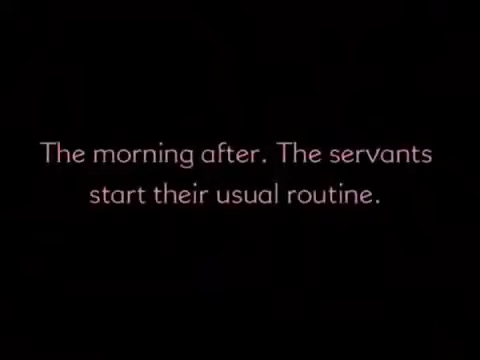 The morning after. The servants
start their usual routine.